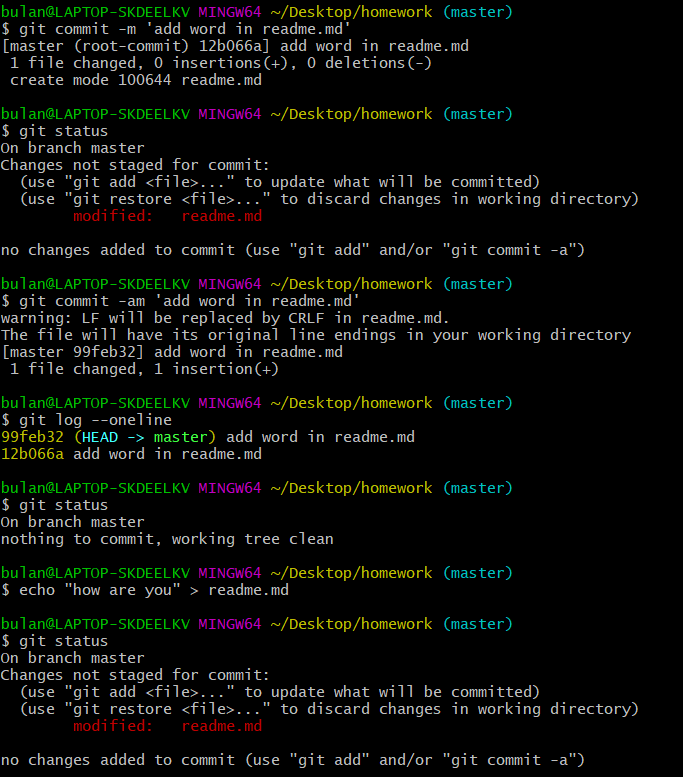 bulan@LAPTOP-SKDEELKV MINGW64 ~/Desktop/homework (master)
$ git commit -m 'add word in readme.md'
[master (root-commit) 12b066a] add word in readme.md
 1 file changed, 0 insertions(+), 0 deletions(-)
 create mode 100644 readme.md

bulan@LAPTOP-SKDEELKV MINGW64 ~/Desktop/homework (master)
$ git status
On branch master
Changes not staged for commit:
  (use "git add <file>..." to update what will be committed)
  (use "git restore <file>..." to discard changes in working directory)
        modified:   readme.md

no changes added to commit (use "git add" and/or "git commit -a")

bulan@LAPTOP-SKDEELKV MINGW64 ~/Desktop/homework (master)
$ git commit -am 'add word in readme.md'
warning: LF will be replaced by CRLF in readme.md.
The file will have its original line endings in your working directory
[master 99feb32] add word in readme.md
 1 file changed, 1 insertion(+)

bulan@LAPTOP-SKDEELKV MINGW64 ~/Desktop/homework (master)
$ git log --oneline
99feb32 (HEAD -> master) add word in readme.md
12b066a add word in readme.md

bulan@LAPTOP-SKDEELKV MINGW64 ~/Desktop/homework (master)
$ git status
On branch master
nothing to commit, working tree clean

bulan@LAPTOP-SKDEELKV MINGW64 ~/Desktop/homework (master)
$ echo "how are you" > readme.md

bulan@LAPTOP-SKDEELKV MINGW64 ~/Desktop/homework (master)
$ git status
On branch master
Changes not staged for commit:
  (use "git add <file>..." to update what will be committed)
  (use "git restore <file>..." to discard changes in working directory)
        modified:   readme.md

no changes added to commit (use "git add" and/or "git commit -a")